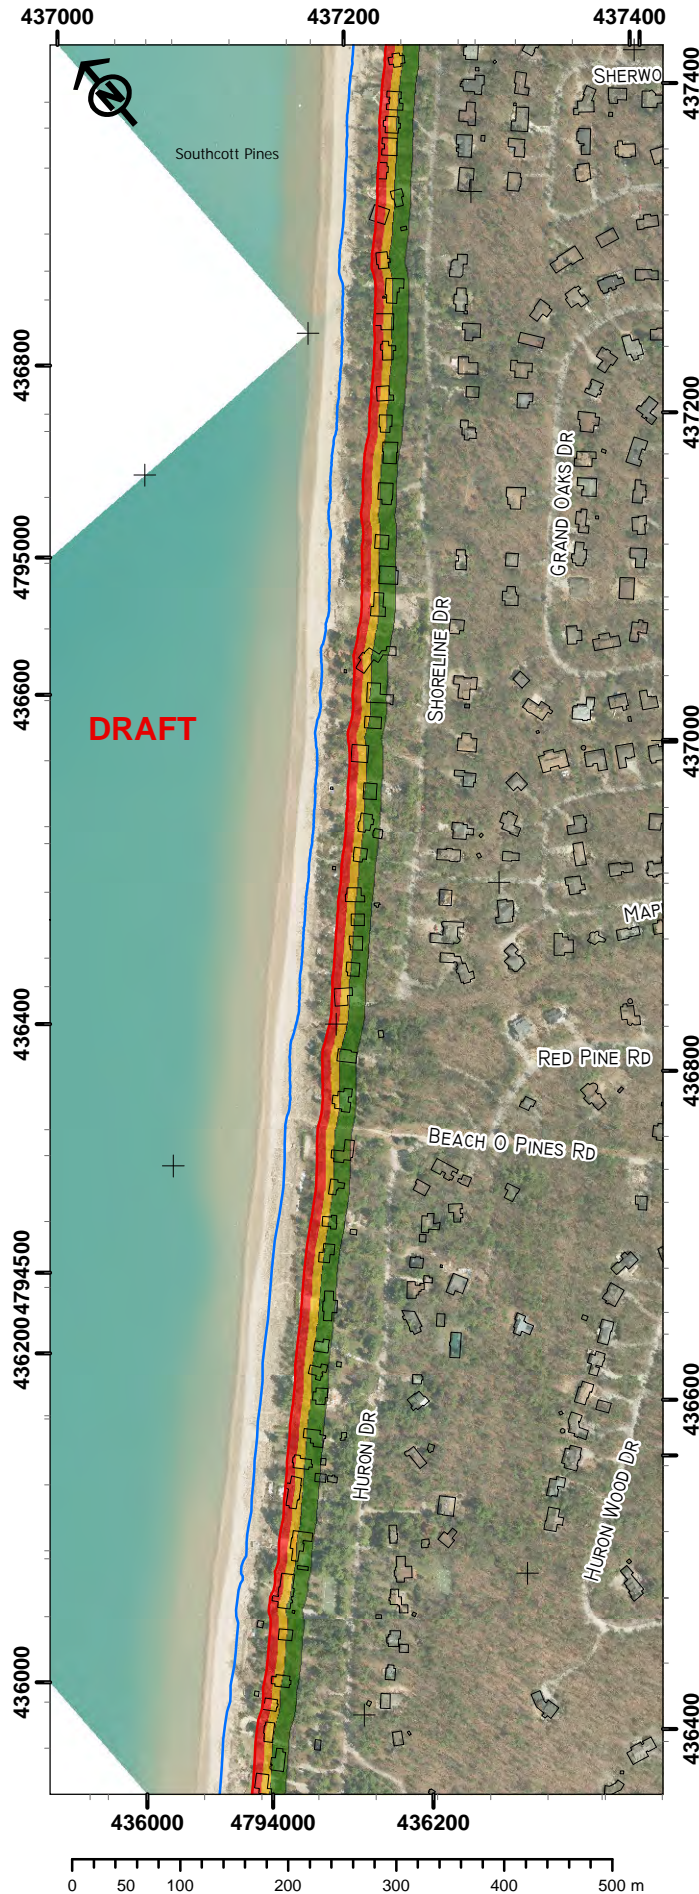 437000
437200
437400
N
Southcott Pines
SHERWO
437400
436800
437200
GRAND OAKS DR
4795000
SHORELINE DR
436600
DRAFT
437000
MAP
436400
RED PINE RD
436800
BEACH O PINES RD
4794500
436200
436600
HURON DR
HURON WOOD DR
436000
436400
436000
4794000
436200
0 50 100 200 300 400 500 m